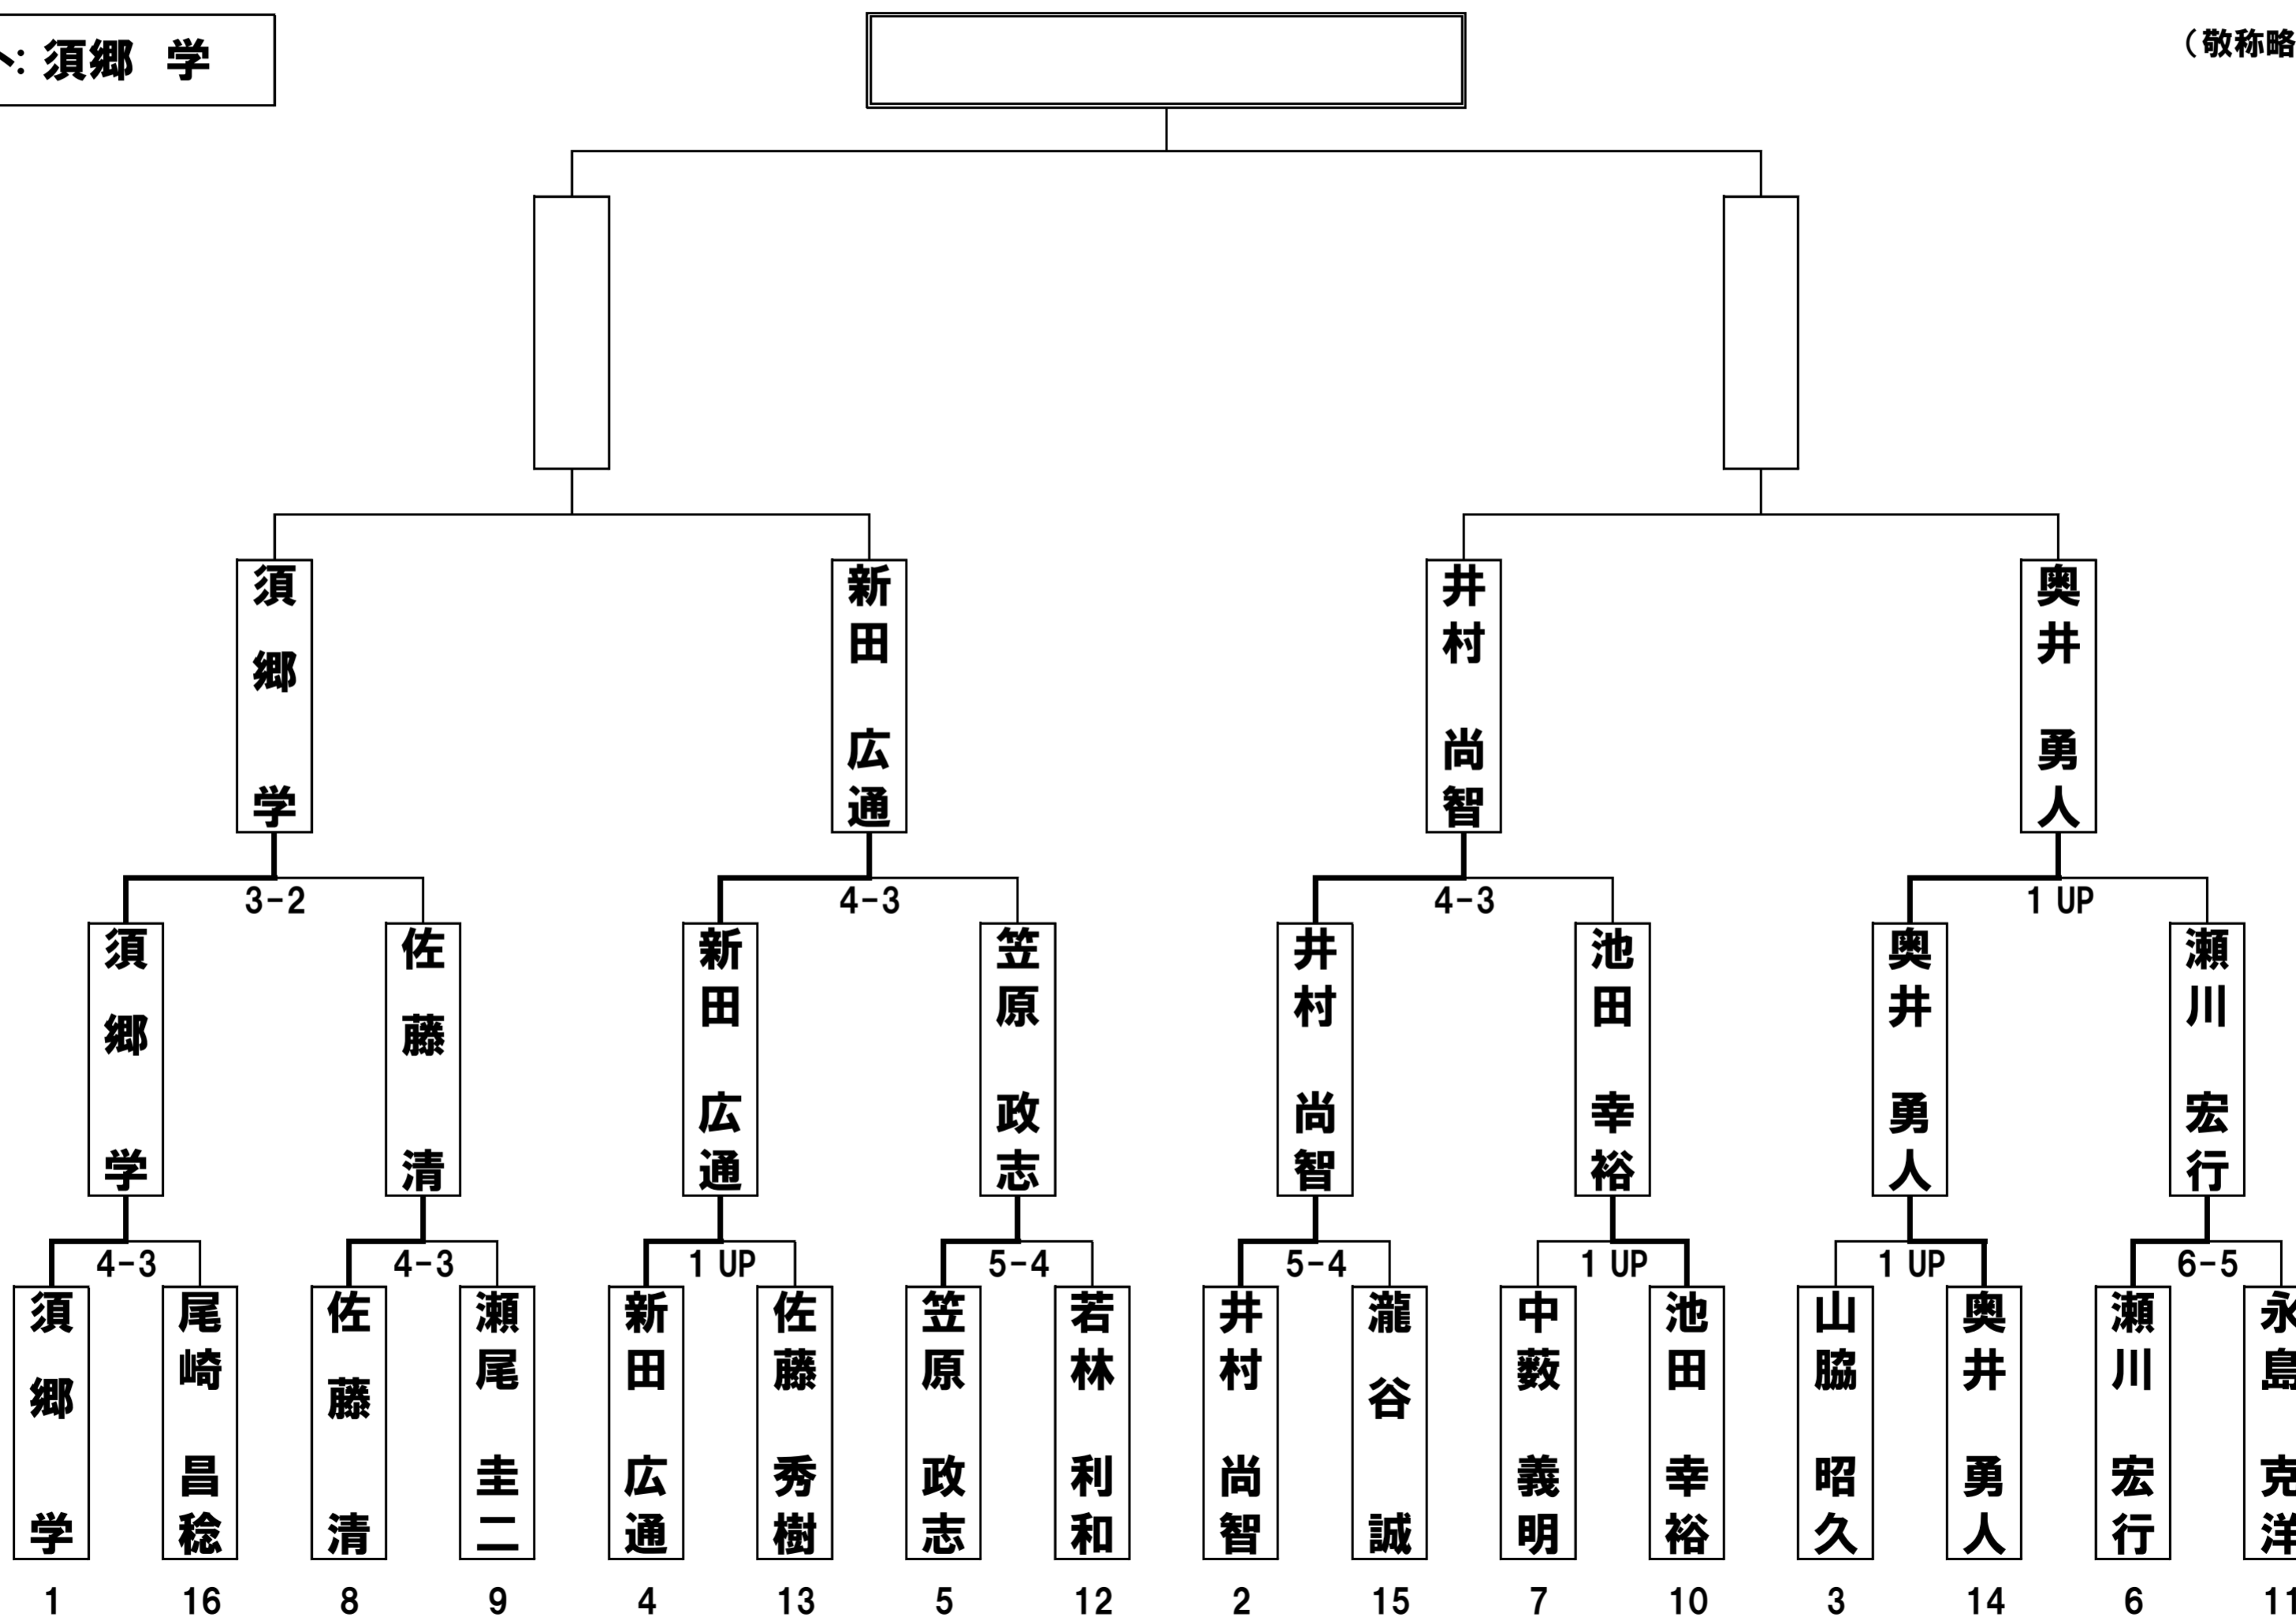 : 須郷 学
（敬称略
須郷 学
新田 広通
井村 尚智
奥井 勇人
3-2
4-3
4-3
1 UP
須郷 学
佐藤 清
新田 広通
笠原 政志
井村 尚智
池田 幸裕
奥井 勇人
瀬川 宏行
4-3
4-3
1 UP
5-4
5-4
1 UP
1 UP
6-5
須郷 学
尾崎 昌稔
佐藤 清
瀬尾 圭二
新田 広通
佐藤 秀樹
笠原 政志
若林 利和
井村 尚智
瀧谷 誠
中薮 義明
池田 幸裕
山脇 昭久
奥井 勇人
瀬川 宏行
永島 克洋
1
16
8
9
4
13
5
12
2
15
7
10
3
14
6
11